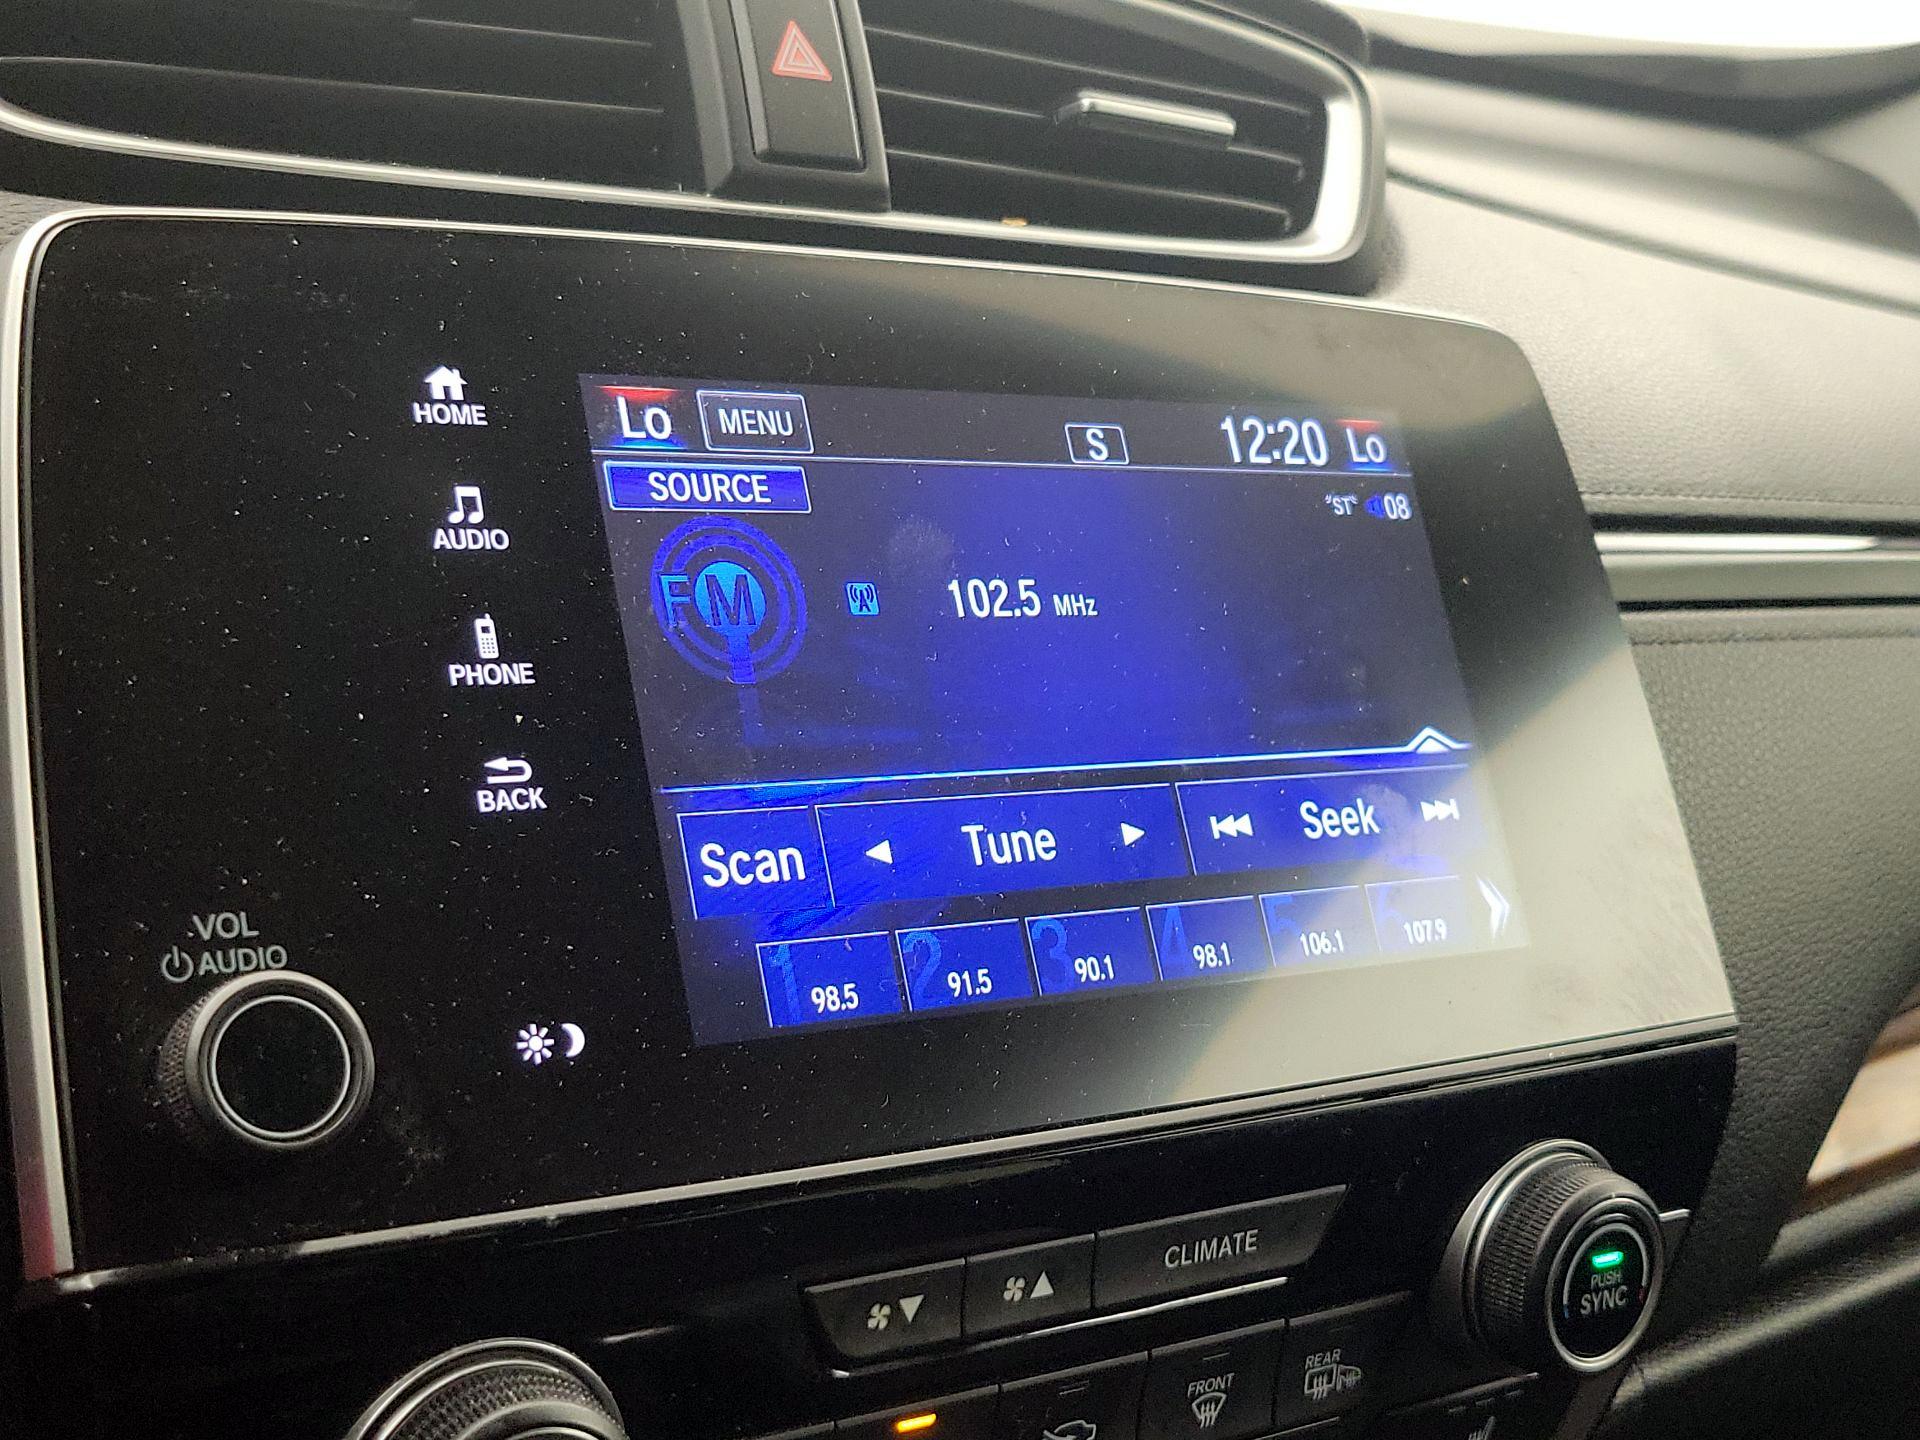 HOME
AUDIO
PHONE
BACK
VOL
AUDIO
Lo MENU S 12:20 Lo
SOURCE
"ST" 08
FM 102.5 MHz
Scan Tune Seek
1 98.5 2 91.5 3 90.1 4 98.1 5 106.1 6 107.9
CLIMATE
PUSH
SYNC
FRONT
REAR